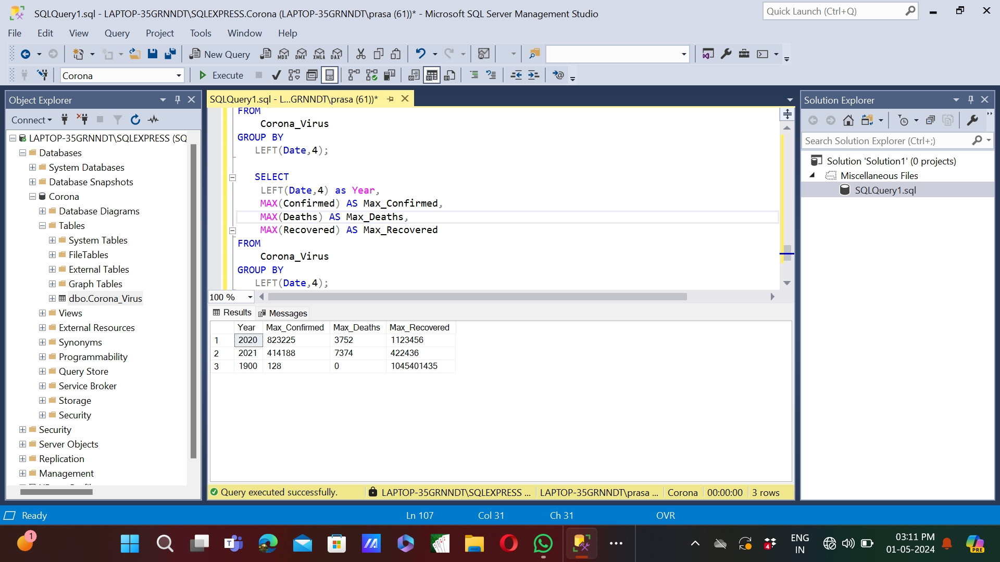 SQLQuery1.sql - LAPTOP-35GRNNDT\SQLEXPRESS.Corona (LAPTOP-35GRNNDT\prasa (61))* - Microsoft SQL Server Management Studio
Quick Launch (Ctrl+Q)
File Edit View Query Project Tools Window Help
New Query MDX DMX XMLA DAX
Corona Execute
Object Explorer
Connect
LAPTOP-35GRNNDT\SQLEXPRESS (SQ
Databases
System Databases
Database Snapshots
Corona
Database Diagrams
Tables
System Tables
FileTables
External Tables
Graph Tables
dbo.Corona_Virus
Views
External Resources
Synonyms
Programmability
Query Store
Service Broker
Storage
Security
Security
Server Objects
Replication
Management
SQLQuery1.sql - L...GRNNDT\prasa (61))*
FROM
Corona_Virus
GROUP BY
LEFT(Date,4);
SELECT
LEFT(Date,4) as Year,
MAX(Confirmed) AS Max_Confirmed,
MAX(Deaths) AS Max_Deaths,
MAX(Recovered) AS Max_Recovered
FROM
Corona_Virus
GROUP BY
LEFT(Date,4);
100 %
Results Messages
Year Max_Confirmed Max_Deaths Max_Recovered
1 2020 823225 3752 1123456
2 2021 414188 7374 422436
3 1900 128 0 1045401435
Query executed successfully. LAPTOP-35GRNNDT\SQLEXPRESS ... LAPTOP-35GRNNDT\prasa ... Corona 00:00:00 3 rows
Solution Explorer
Search Solution Explorer (Ctrl+;)
Solution 'Solution1' (0 projects)
Miscellaneous Files
SQLQuery1.sql
Ready Ln 107 Col 31 Ch 31 OVR
1
T
4
ENG
IN
03:11 PM
01-05-2024
PRE